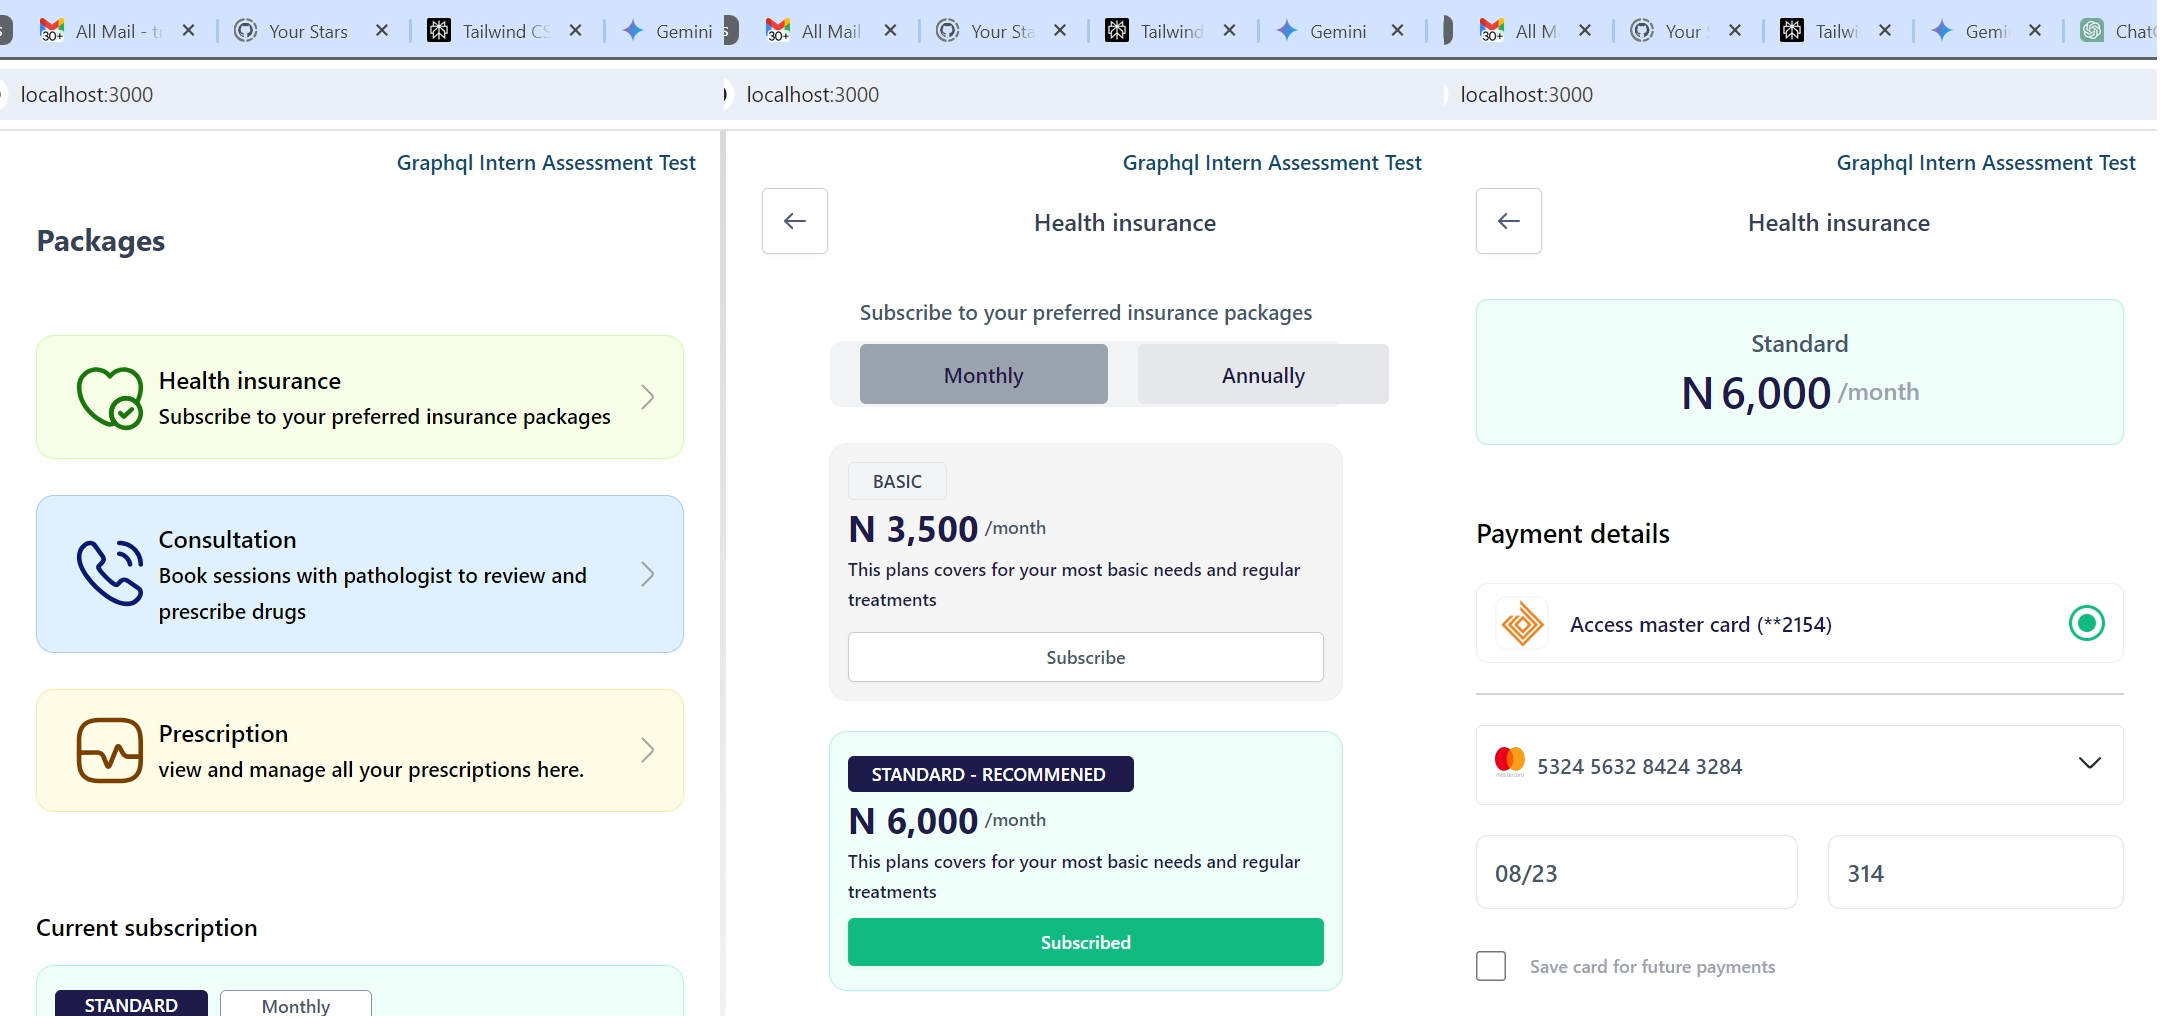 All Mail - tr
Your Stars
Tailwind CS
Gemini
All Mail
Your Sta
Tailwind
Gemini
All M
Your S
Tailwi
Gemi
Chat
localhost:3000
localhost:3000
localhost:3000
Graphql Intern Assessment Test
Packages
Health insurance
Subscribe to your preferred insurance packages
Consultation
Book sessions with pathologist to review and
prescribe drugs
Prescription
view and manage all your prescriptions here.
Current subscription
STANDARD
Monthly
Graphql Intern Assessment Test
Health insurance
Subscribe to your preferred insurance packages
Monthly
Annually
BASIC
N 3,500 /month
This plans covers for your most basic needs and regular
treatments
Subscribe
STANDARD - RECOMMENED
N 6,000 /month
This plans covers for your most basic needs and regular
treatments
Subscribed
Graphql Intern Assessment Test
Health insurance
Standard
N 6,000 /month
Payment details
Access master card (**2154)
5324 5632 8424 3284
08/23
314
Save card for future payments